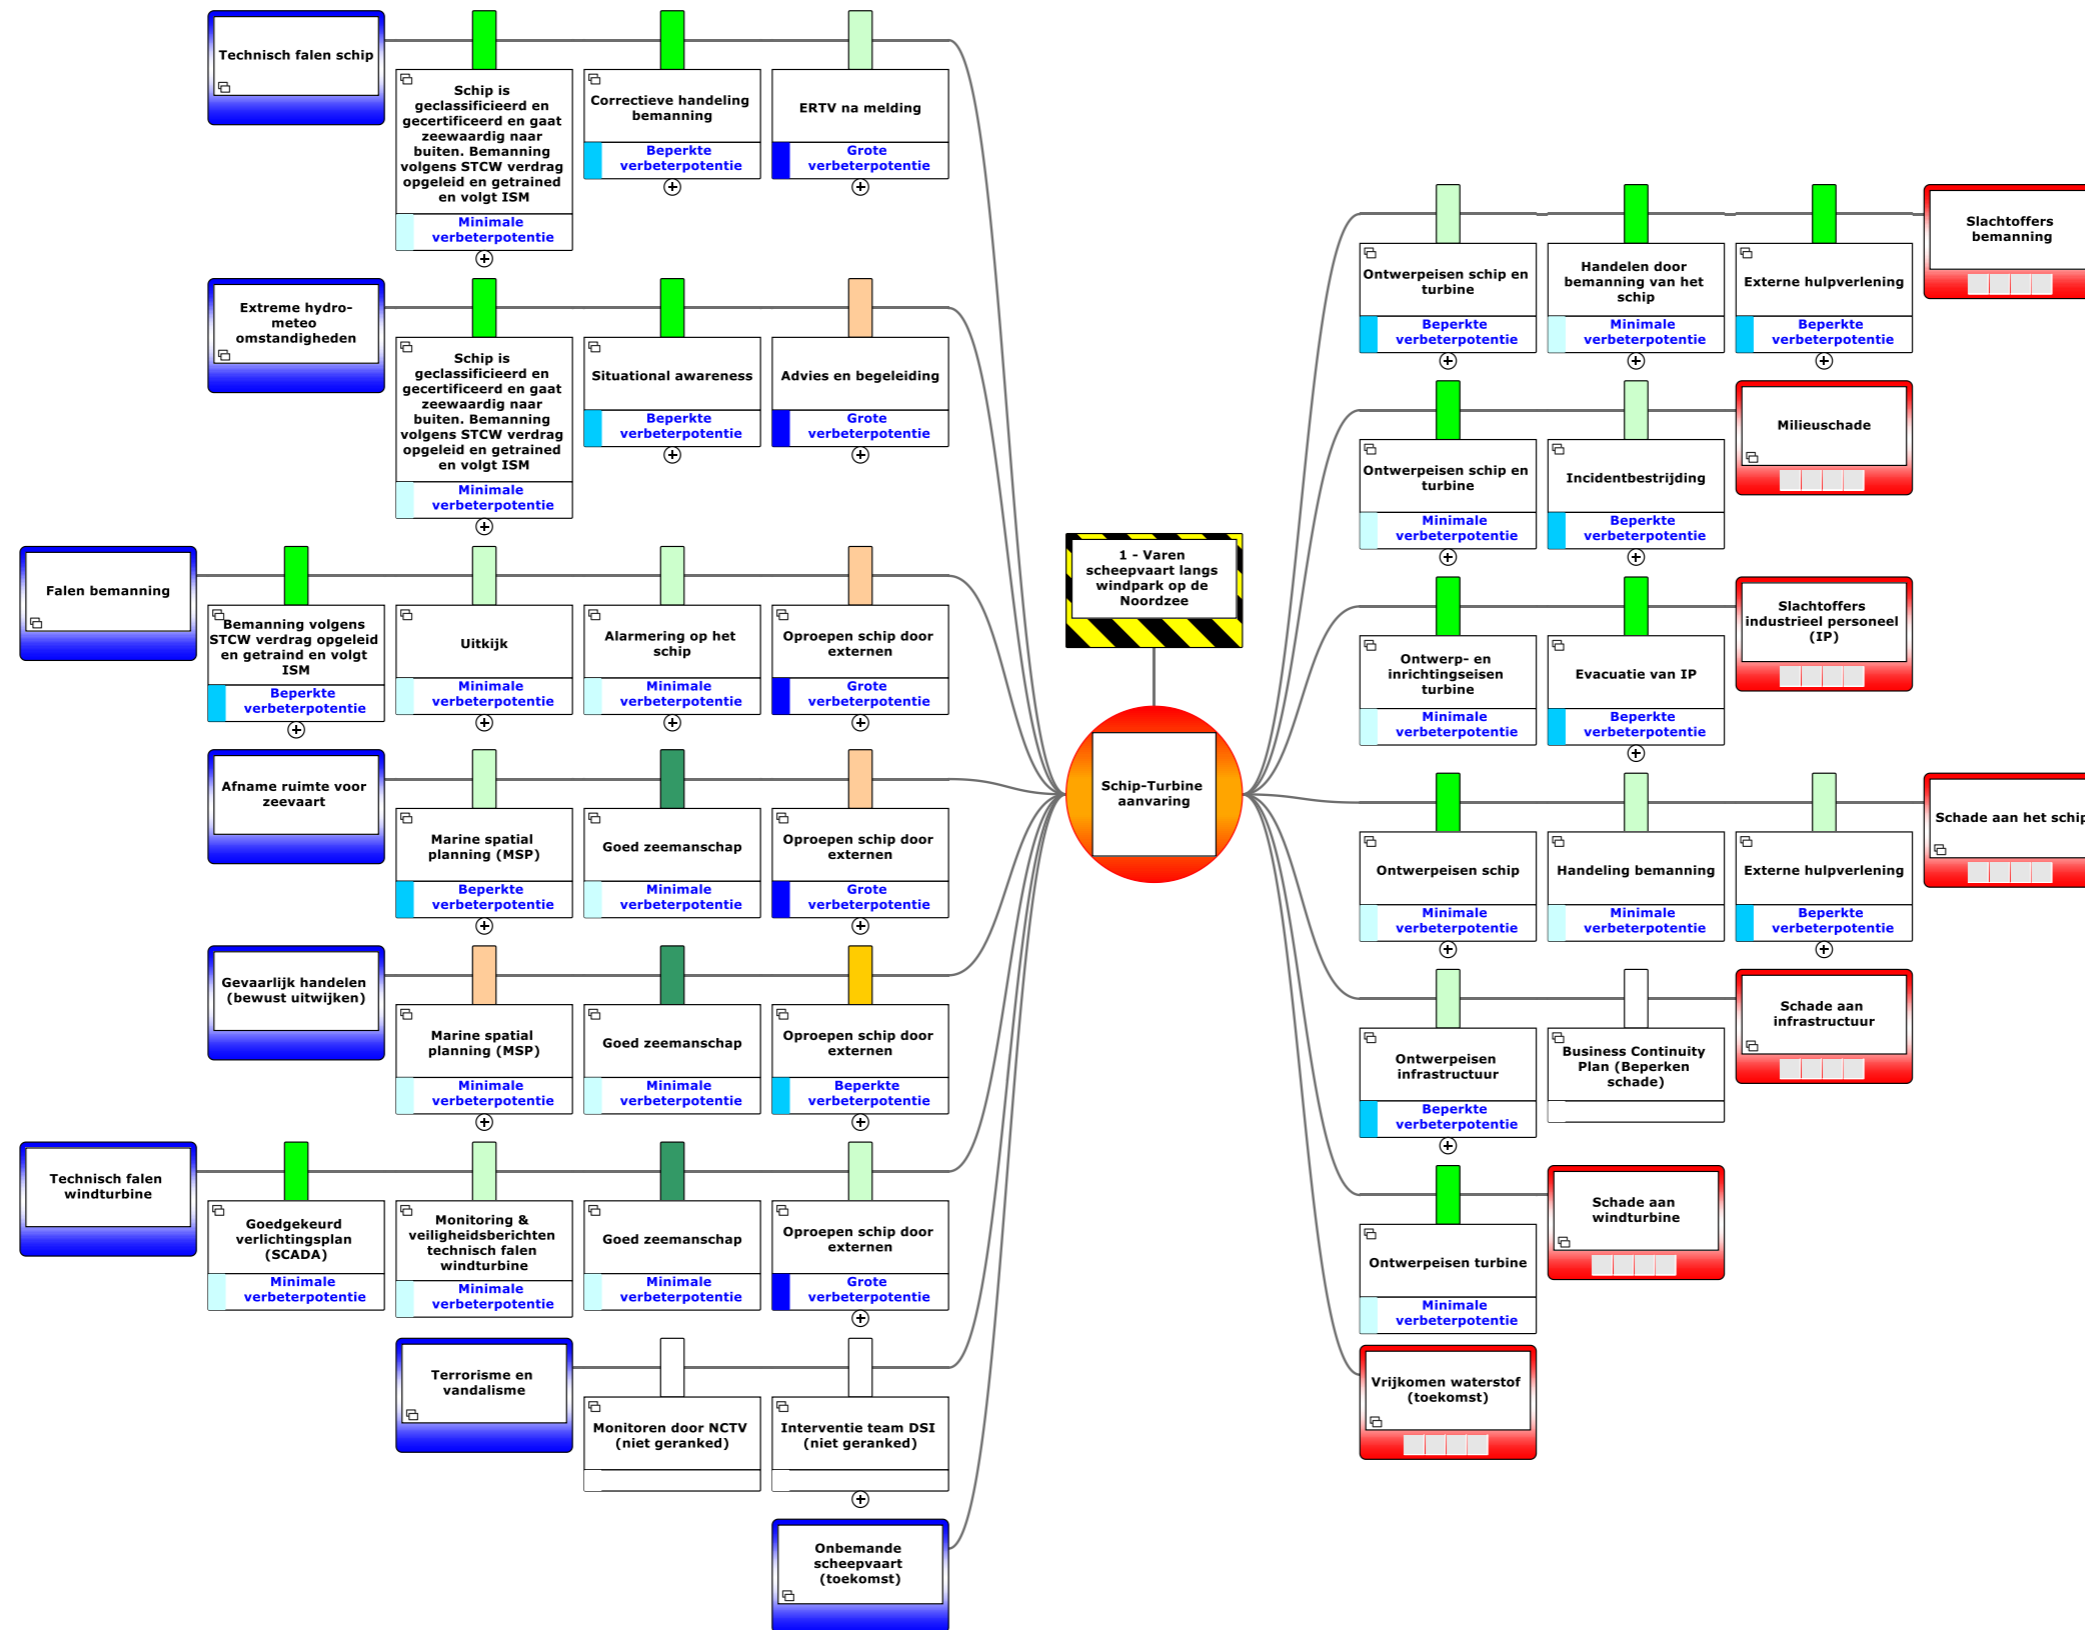 Technisch falen schip
Schip is
geclassificieerd en
gecertificeerd en gaat
zeewaardig naar
buiten. Bemanning
volgens STCW verdrag
opgeleid en getrained
en volgt ISM
Minimale
verbeterpotentie
Correctieve handeling
bemanning
Beperkte
verbeterpotentie
ERTV na melding
Grote
verbeterpotentie
Extreme hydro-
meteo
omstandigheden
Schip is
geclassificieerd en
gecertificeerd en gaat
zeewaardig naar
buiten. Bemanning
volgens STCW verdrag
opgeleid en getrained
en volgt ISM
Minimale
verbeterpotentie
Situational awareness
Beperkte
verbeterpotentie
Advies en begeleiding
Grote
verbeterpotentie
Falen bemanning
Bemanning volgens
STCW verdrag opgeleid
en getraind en volgt
ISM
Beperkte
verbeterpotentie
Uitkijk
Minimale
verbeterpotentie
Alarmering op het
schip
Minimale
verbeterpotentie
Oproepen schip door
externen
Grote
verbeterpotentie
Afname ruimte voor
zeevaart
Marine spatial
planning (MSP)
Beperkte
verbeterpotentie
Goed zeemanschap
Minimale
verbeterpotentie
Oproepen schip door
externen
Grote
verbeterpotentie
Gevaarlijk handelen
(bewust uitwijken)
Marine spatial
planning (MSP)
Minimale
verbeterpotentie
Goed zeemanschap
Minimale
verbeterpotentie
Oproepen schip door
externen
Beperkte
verbeterpotentie
Technisch falen
windturbine
Goedgekeurd
verlichtingsplan
(SCADA)
Minimale
verbeterpotentie
Monitoring &
veiligheidsberichten
technisch falen
windturbine
Minimale
verbeterpotentie
Goed zeemanschap
Minimale
verbeterpotentie
Oproepen schip door
externen
Grote
verbeterpotentie
Terrorisme en
vandalisme
Monitoren door NCTV
(niet geranked)
Interventie team DSI
(niet geranked)
Onbemande
scheepvaart
(toekomst)
1 - Varen
scheepvaart langs
windpark op de
Noordzee
Schip-Turbine
aanvaring
Ontwerpeisen schip en
turbine
Beperkte
verbeterpotentie
Handelen door
bemanning van het
schip
Minimale
verbeterpotentie
Externe hulpverlening
Beperkte
verbeterpotentie
Slachtoffers
bemanning
Ontwerpeisen schip en
turbine
Minimale
verbeterpotentie
Incidentbestrijding
Beperkte
verbeterpotentie
Milieuschade
Ontwerp- en
inrichtingseisen
turbine
Minimale
verbeterpotentie
Evacuatie van IP
Beperkte
verbeterpotentie
Slachtoffers
industrieel personeel
(IP)
Ontwerpeisen schip
Minimale
verbeterpotentie
Handeling bemanning
Minimale
verbeterpotentie
Externe hulpverlening
Beperkte
verbeterpotentie
Schade aan het schip
Ontwerpeisen
infrastructuur
Beperkte
verbeterpotentie
Business Continuity
Plan (Beperken
schade)
Schade aan
infrastructuur
Ontwerpeisen turbine
Minimale
verbeterpotentie
Schade aan
windturbine
Vrijkomen waterstof
(toekomst)